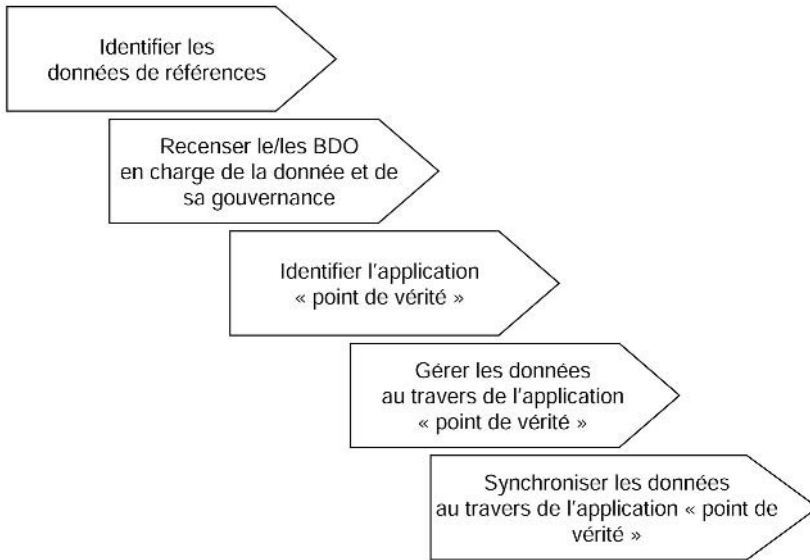 Identifier les
données de références
Recenser le/les BDO
en charge de la donnée et de
sa gouvernance
Identifier l'application
« point de vérité »
Gérer les données
au travers de l'application
« point de vérité »
Synchroniser les données
au travers de l'application « point de
vérité »